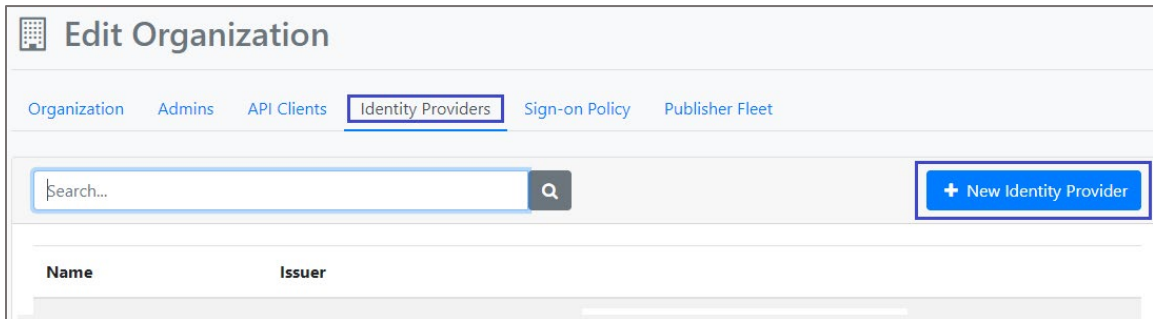 Edit Organization
Organization Admins API Clients Identity Providers Sign-on Policy Publisher Fleet
Search... + New Identity Provider
Name Issuer